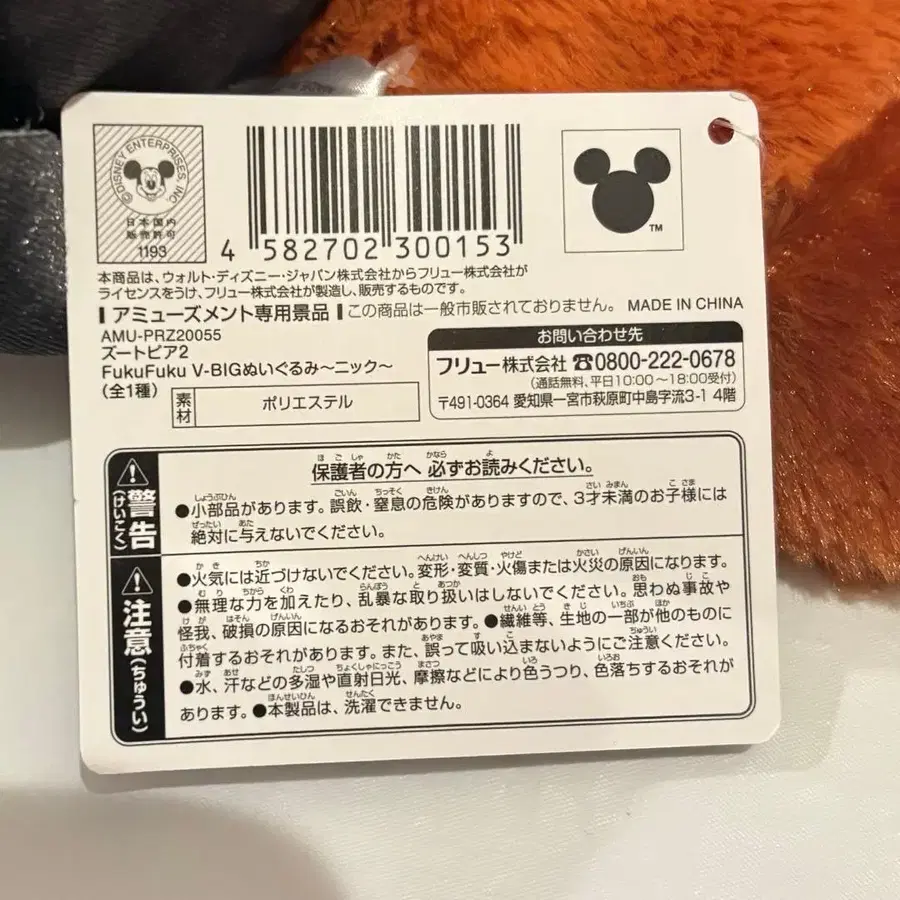 ©DISNEY ENTERPRISES, INC.
日本国内
販売許可
1193
4 582702 300153
TM
本商品は、ウォルト・ディズニー・ジャパン株式会社からフリュー株式会社が
ライセンスをうけ、フリュー株式会社が製造し、販売するものです。
アミューズメント専用景品 この商品は一般市販されておりません。 MADE IN CHINA
AMU-PRZ20055
ズートピア2
FukuFuku V-BIGぬいぐるみ〜ニック〜
(全1種)
素材 ポリエステル
お問い合わせ先
フリュー株式会社 ☎0800-222-0678
(通話無料、平日10:00〜18:00受付)
〒491-0364 愛知県一宮市萩原町中島字流3-1 4階
警告(けいこく)
保護者の方へ 必ずお読みください。
●小部品があります。誤飲・窒息の危険がありますので、3才未満のお子様には
絶対に与えないでください。
注意(ちゅうい)
●火気には近づけないでください。変形・変質・火傷または火災の原因になります。
●無理な力を加えたり、乱暴な取り扱いはしないでください。思わぬ事故や
怪我、破損の原因になるおそれがあります。●繊維等、生地の一部が他のものに
付着するおそれがあります。また、誤って吸い込まないようにご注意ください。
●水、汗などの多湿や直射日光、摩擦などにより色うつり、色落ちするおそれが
あります。●本製品は、洗濯できません。